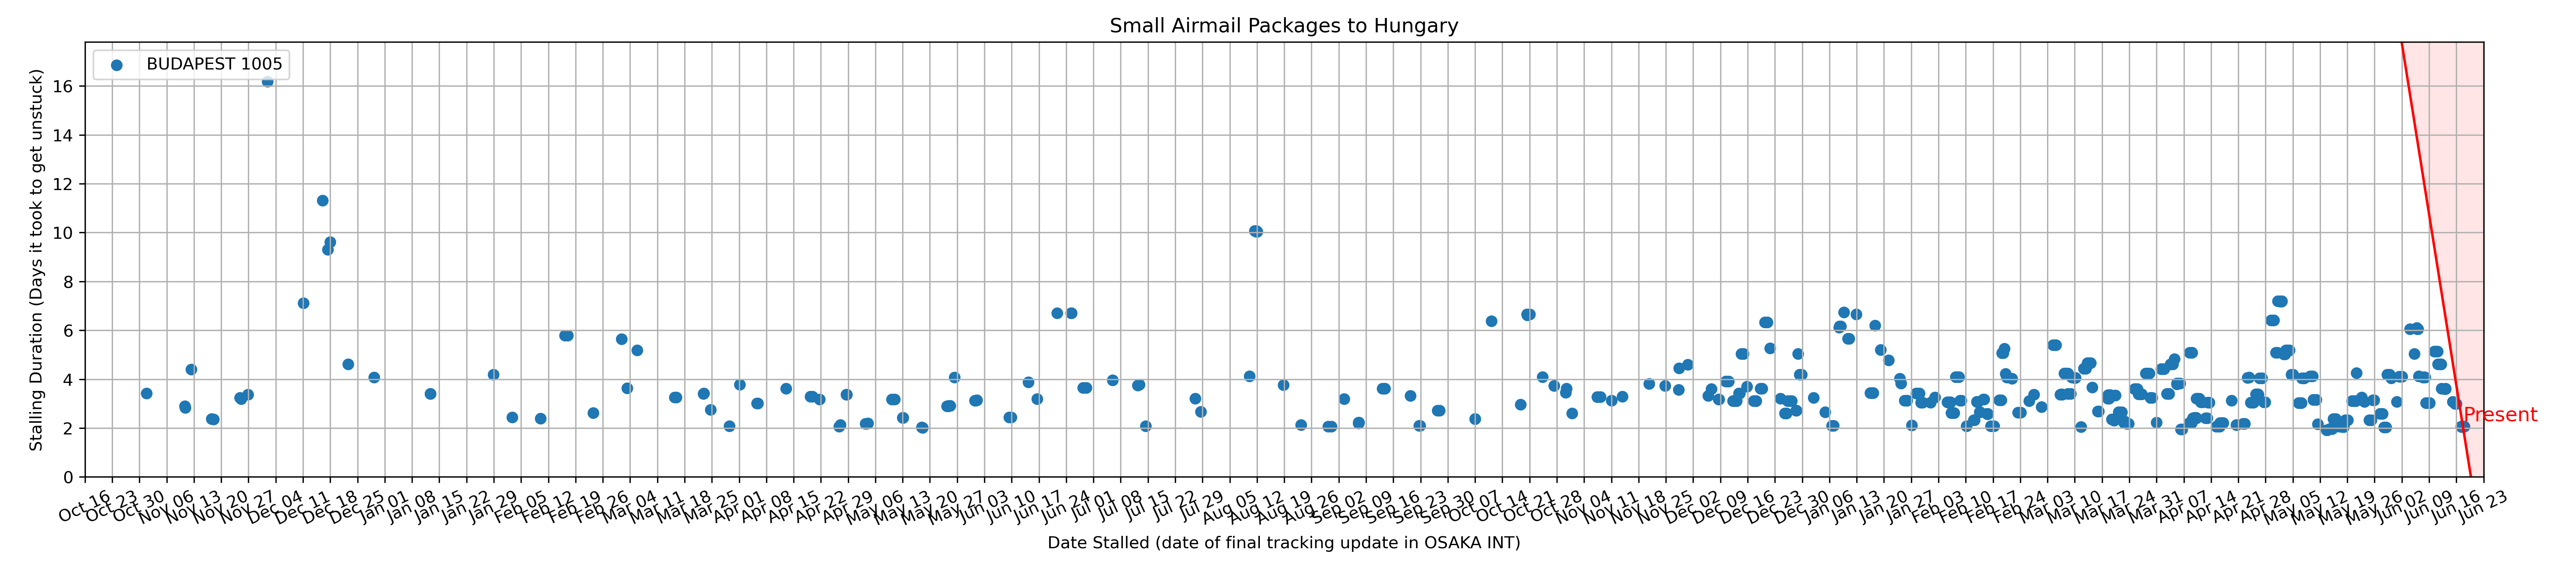 Small Airmail Packages to Hungary
BUDAPEST 1005
Stalling Duration (Days it took to get unstuck)
16
14
12
10
8
6
4
2
0
Present
Oct 16
Oct 23
Oct 30
Nov 06
Nov 13
Nov 20
Nov 27
Dec 04
Dec 11
Dec 18
Dec 25
Jan 01
Jan 08
Jan 15
Jan 22
Jan 29
Feb 05
Feb 12
Feb 19
Feb 26
Mar 04
Mar 11
Mar 18
Mar 25
Apr 01
Apr 08
Apr 15
Apr 22
Apr 29
May 06
May 13
May 20
May 27
Jun 03
Jun 10
Jun 17
Jun 24
Jul 01
Jul 08
Jul 15
Jul 22
Jul 29
Aug 05
Aug 12
Aug 19
Aug 26
Sep 02
Sep 09
Sep 16
Sep 23
Sep 30
Oct 07
Oct 14
Oct 21
Oct 28
Nov 04
Nov 11
Nov 18
Nov 25
Dec 02
Dec 09
Dec 16
Dec 23
Dec 30
Jan 06
Jan 13
Jan 20
Jan 27
Feb 03
Feb 10
Feb 17
Feb 24
Mar 03
Mar 10
Mar 17
Mar 24
Mar 31
Apr 07
Apr 14
Apr 21
Apr 28
May 05
May 12
May 19
May 26
Jun 02
Jun 09
Jun 16
Jun 23
Date Stalled (date of final tracking update in OSAKA INT)